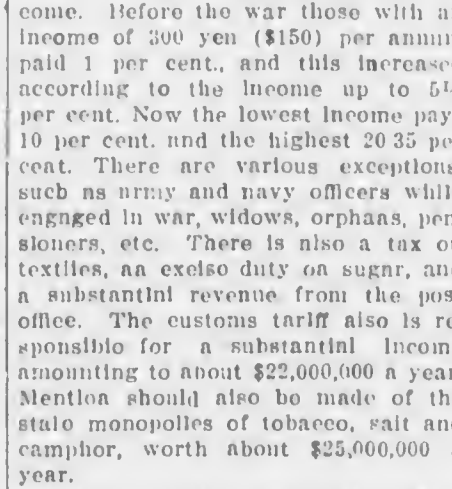 come. Before the war those with a
income of 300 yen ($150) per annu
paid 1 per cent., and this increase
according to the income up to 5½
per cent. Now the lowest income pay
10 per cent. and the highest 20 35 pe
cent. There are various exceptions
such as army and navy officers whil
engaged in war, widows, orphans, pen
sioners, etc. There is also a tax o
textiles, an excise duty on sugar, an
a substantial revenue from the pos
office. The customs tariff also is re
sponsible for a substantial incom
amounting to about $22,000,000 a year
Mention should also be made of th
state monopolies of tobacco, salt an
camphor, worth about $25,000,000
year.